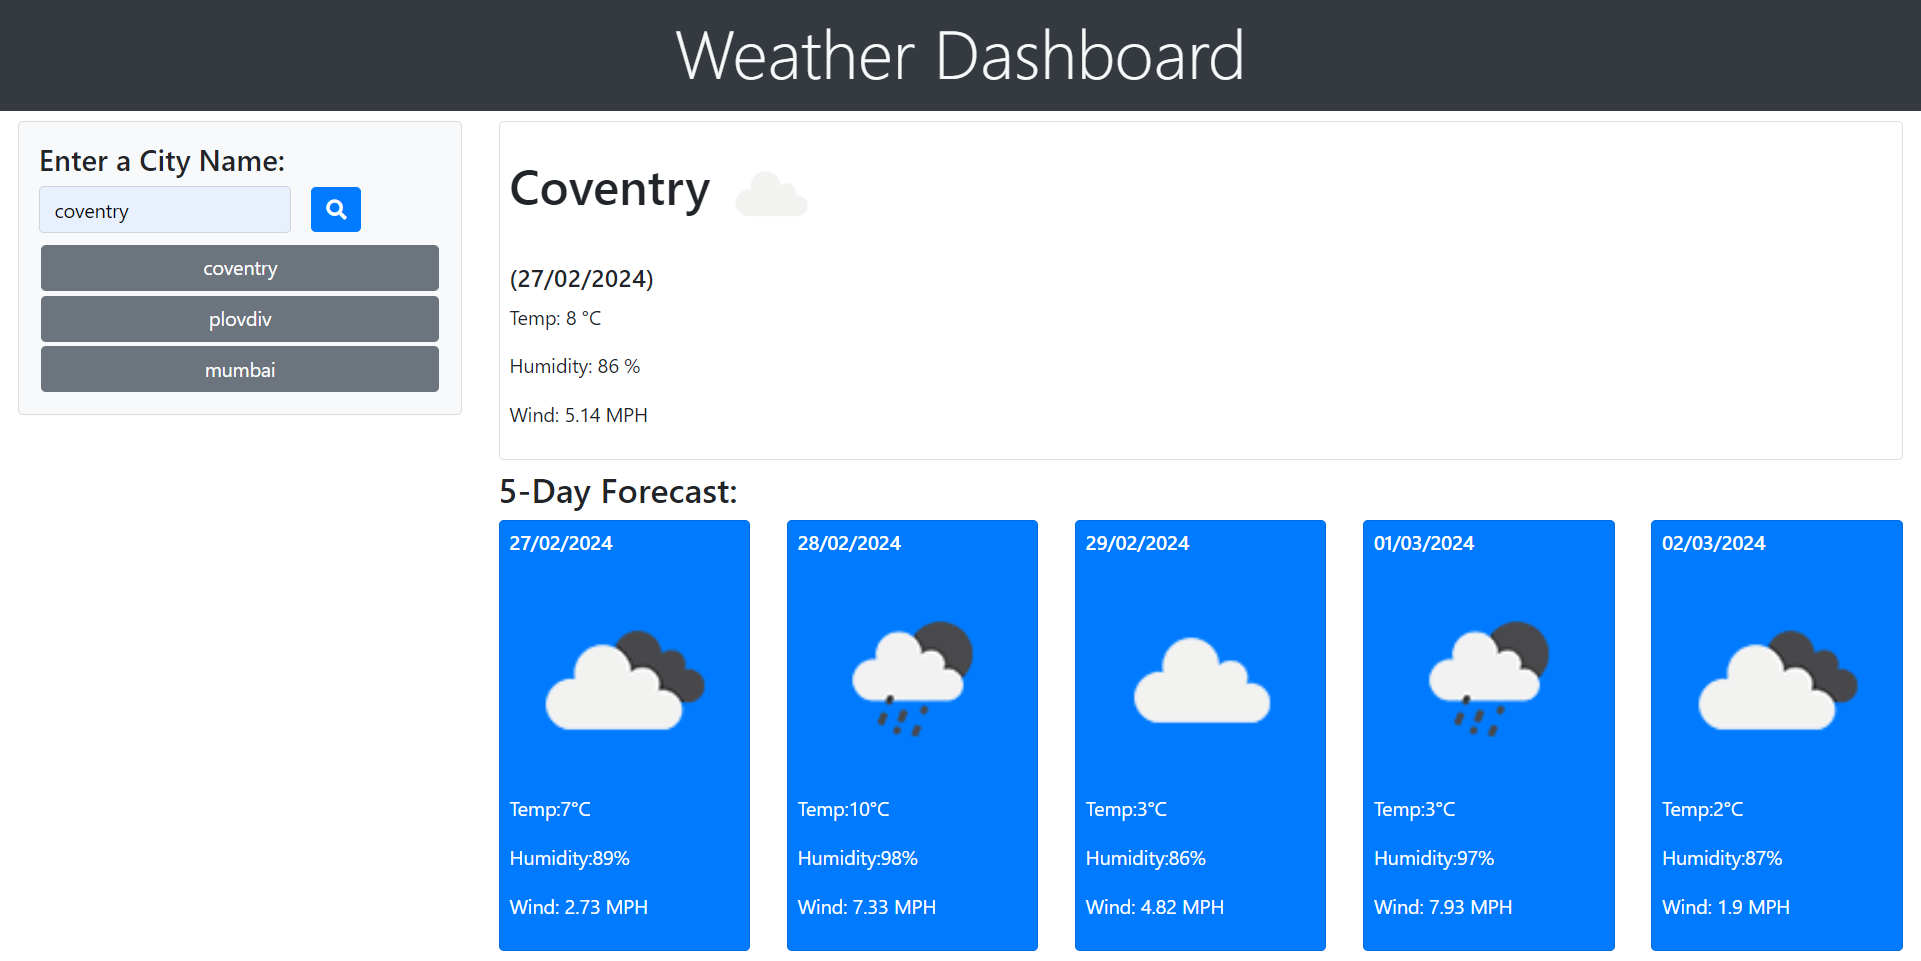 Weather Dashboard
Enter a City Name:
coventry
coventry
plovdiv
mumbai
Coventry
(27/02/2024)
Temp: 8 °C
Humidity: 86 %
Wind: 5.14 MPH
5-Day Forecast:
27/02/2024
Temp:7°C
Humidity:89%
Wind: 2.73 MPH
28/02/2024
Temp:10°C
Humidity:98%
Wind: 7.33 MPH
29/02/2024
Temp:3°C
Humidity:86%
Wind: 4.82 MPH
01/03/2024
Temp:3°C
Humidity:97%
Wind: 7.93 MPH
02/03/2024
Temp:2°C
Humidity:87%
Wind: 1.9 MPH